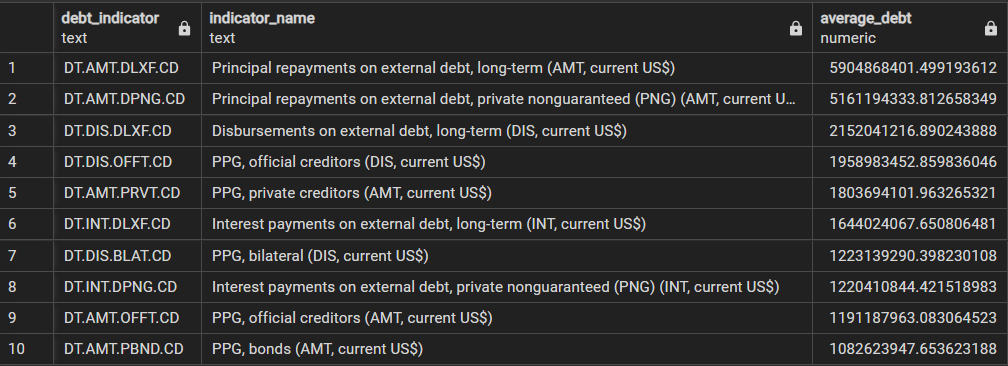 debt_indicator indicator_name average_debt
text text numeric
1 DT.AMT.DLXF.CD Principal repayments on external debt, long-term (AMT, current US$) 5904868401.499193612
2 DT.AMT.DPNG.CD Principal repayments on external debt, private nonguaranteed (PNG) (AMT, current U... 5161194333.812658349
3 DT.DIS.DLXF.CD Disbursements on external debt, long-term (DIS, current US$) 2152041216.890243888
4 DT.DIS.OFFT.CD PPG, official creditors (DIS, current US$) 1958983452.859836046
5 DT.AMT.PRVT.CD PPG, private creditors (AMT, current US$) 1803694101.963265321
6 DT.INT.DLXF.CD Interest payments on external debt, long-term (INT, current US$) 1644024067.650806481
7 DT.DIS.BLAT.CD PPG, bilateral (DIS, current US$) 1223139290.398230108
8 DT.INT.DPNG.CD Interest payments on external debt, private nonguaranteed (PNG) (INT, current US$) 1220410844.421518983
9 DT.AMT.OFFT.CD PPG, official creditors (AMT, current US$) 1191187963.083064523
10 DT.AMT.PBND.CD PPG, bonds (AMT, current US$) 1082623947.653623188